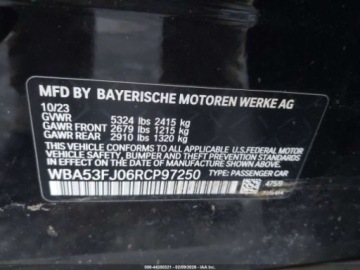 MFD BY BAYERISCHE MOTOREN WERKE AG
10/23
GVWR 5324 lbs 2415 kg
GAWR FRONT 2679 lbs 1215 kg
GAWR REAR 2910 lbs 1320 kg
THIS VEHICLE CONFORMS TO ALL APPLICABLE U.S.FEDERAL MOTOR
VEHICLE SAFETY, BUMPER, AND THEFT PREVENTION STANDARDS
IN EFFECT ON THE DATE OF MANUFACTURE SHOWN ABOVE.
WBA53FJ06RCP97250 TYPE: PASSENGER CAR
475/0